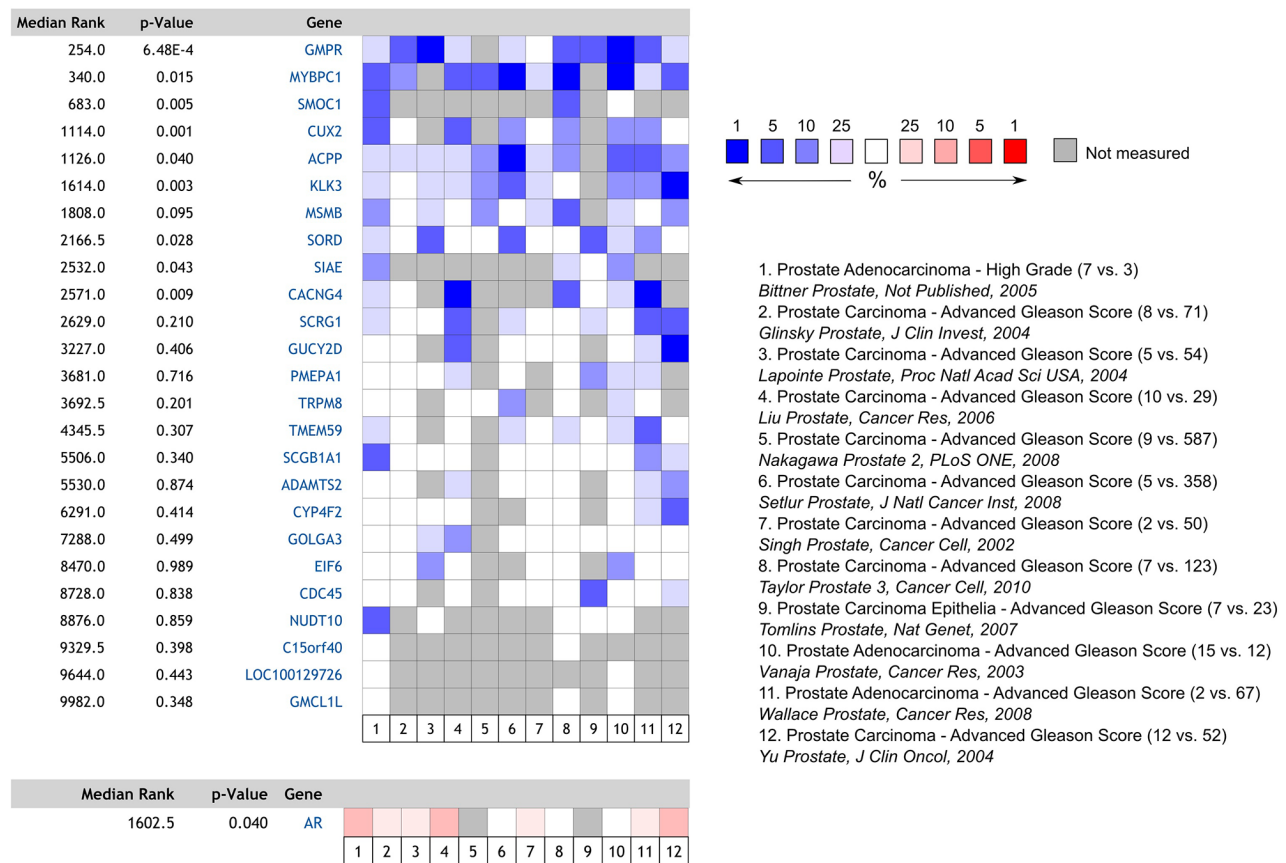 Median Rank p-Value Gene
254.0 6.48E-4 GMPR
340.0 0.015 MYBPC1
683.0 0.005 SMOC1
1114.0 0.001 CUX2
1126.0 0.040 ACPP
1614.0 0.003 KLK3
1808.0 0.095 MSMB
2166.5 0.028 SORD
2532.0 0.043 SIAE
2571.0 0.009 CACNG4
2629.0 0.210 SCRG1
3227.0 0.406 GUCY2D
3681.0 0.716 PMEPA1
3692.5 0.201 TRPM8
4345.5 0.307 TMEM59
5506.0 0.340 SCGB1A1
5530.0 0.874 ADAMTS2
6291.0 0.414 CYP4F2
7288.0 0.499 GOLGA3
8470.0 0.989 EIF6
8728.0 0.838 CDC45
8876.0 0.859 NUDT10
9329.5 0.398 C15orf40
9644.0 0.443 LOC100129726
9982.0 0.348 GMCL1L
1 2 3 4 5 6 7 8 9 10 11 12
1 5 10 25 25 10 5 1
%
Not measured
1. Prostate Adenocarcinoma - High Grade (7 vs. 3)
Bittner Prostate, Not Published, 2005
2. Prostate Carcinoma - Advanced Gleason Score (8 vs. 71)
Glinsky Prostate, J Clin Invest, 2004
3. Prostate Carcinoma - Advanced Gleason Score (5 vs. 54)
Lapointe Prostate, Proc Natl Acad Sci USA, 2004
4. Prostate Carcinoma - Advanced Gleason Score (10 vs. 29)
Liu Prostate, Cancer Res, 2006
5. Prostate Carcinoma - Advanced Gleason Score (9 vs. 587)
Nakagawa Prostate 2, PLoS ONE, 2008
6. Prostate Carcinoma - Advanced Gleason Score (5 vs. 358)
Setlur Prostate, J Natl Cancer Inst, 2008
7. Prostate Carcinoma - Advanced Gleason Score (2 vs. 50)
Singh Prostate, Cancer Cell, 2002
8. Prostate Carcinoma - Advanced Gleason Score (7 vs. 123)
Taylor Prostate 3, Cancer Cell, 2010
9. Prostate Carcinoma Epithelia - Advanced Gleason Score (7 vs. 23)
Tomlins Prostate, Nat Genet, 2007
10. Prostate Adenocarcinoma - Advanced Gleason Score (15 vs. 12)
Vanaja Prostate, Cancer Res, 2003
11. Prostate Adenocarcinoma - Advanced Gleason Score (2 vs. 67)
Wallace Prostate, Cancer Res, 2008
12. Prostate Carcinoma - Advanced Gleason Score (12 vs. 52)
Yu Prostate, J Clin Oncol, 2004
Median Rank p-Value Gene
1602.5 0.040 AR
1 2 3 4 5 6 7 8 9 10 11 12